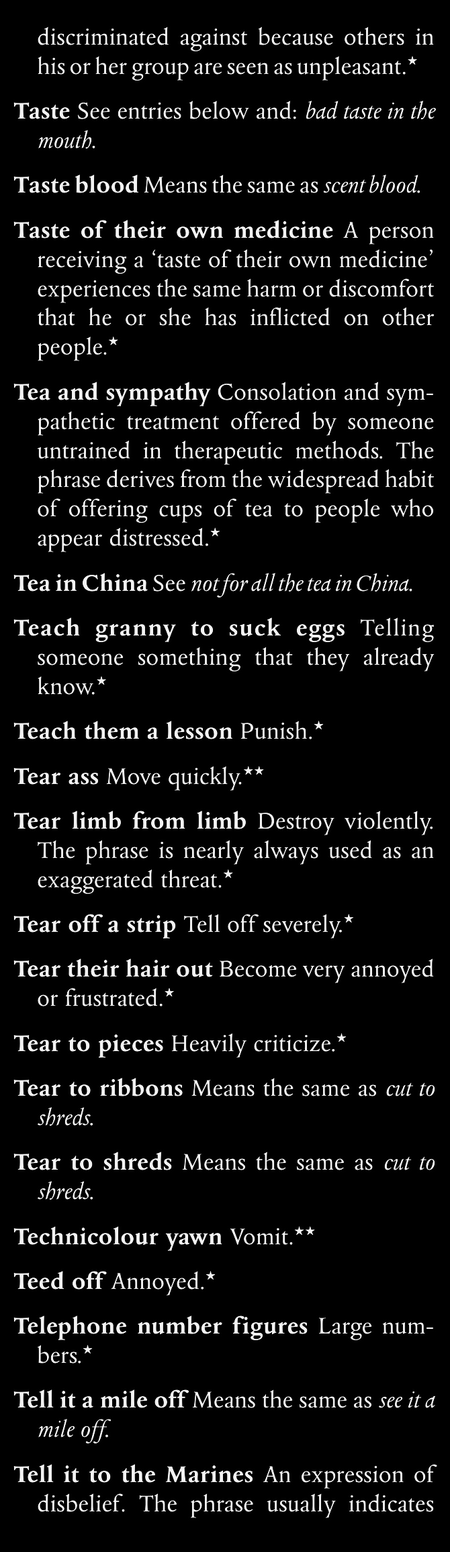 discriminated against because others in
his or her group are seen as unpleasant.★
Taste See entries below and: bad taste in the
mouth.
Taste blood Means the same as scent blood.
Taste of their own medicine A person
receiving a ‘taste of their own medicine’
experiences the same harm or discomfort
that he or she has inflicted on other
people.★
Tea and sympathy Consolation and sym-
pathetic treatment offered by someone
untrained in therapeutic methods. The
phrase derives from the widespread habit
of offering cups of tea to people who
appear distressed.★
Tea in China See not for all the tea in China.
Teach granny to suck eggs Telling
someone something that they already
know.★
Teach them a lesson Punish.★
Tear ass Move quickly.★★
Tear limb from limb Destroy violently.
The phrase is nearly always used as an
exaggerated threat.★
Tear off a strip Tell off severely.★
Tear their hair out Become very annoyed
or frustrated.★
Tear to pieces Heavily criticize.★
Tear to ribbons Means the same as cut to
shreds.
Tear to shreds Means the same as cut to
shreds.
Technicolour yawn Vomit.★★
Teed off Annoyed.★
Telephone number figures Large num-
bers.★
Tell it a mile off Means the same as see it a
mile off.
Tell it to the Marines An expression of
disbelief. The phrase usually indicates